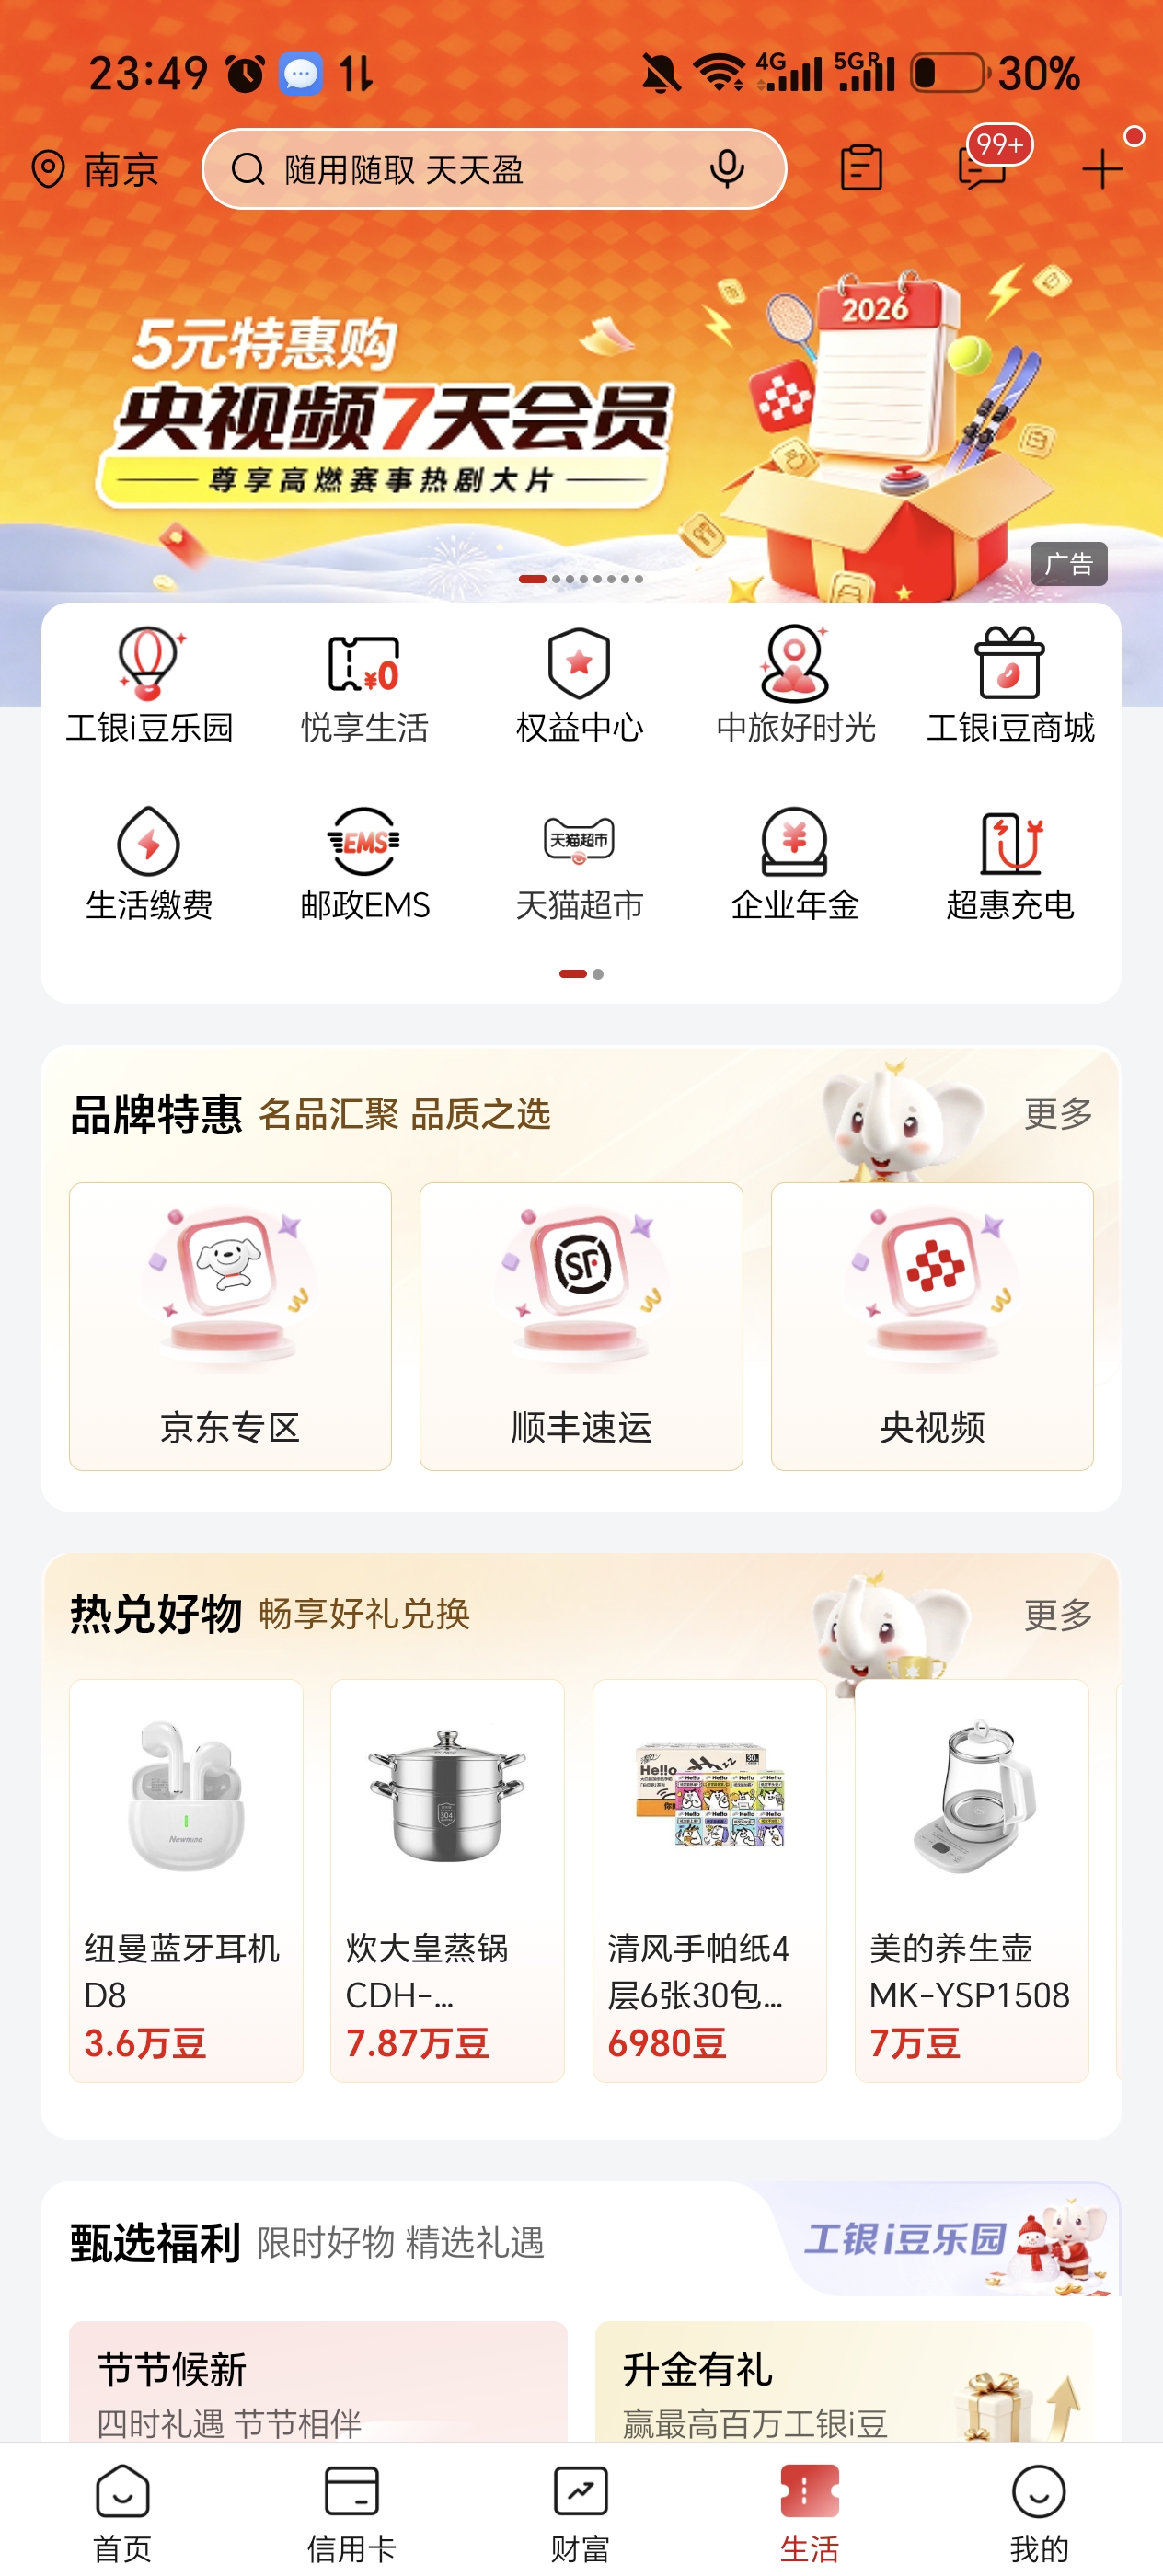 23:49
4G
5G R
30%
南京
随用随取 天天盈
99+
5元特惠购
央视频7天会员
尊享高燃赛事热剧大片
2026
广告
¥0
工银i豆乐园
悦享生活
权益中心
中旅好时光
工银i豆商城
EMS
天猫超市
生活缴费
邮政EMS
天猫超市
企业年金
超惠充电
品牌特惠 名品汇聚 品质之选
更多
SF
京东专区
顺丰速运
央视频
热兑好物 畅享好礼兑换
更多
Newmine
304
Hello
纽曼蓝牙耳机
D8
3.6万豆
炊大皇蒸锅
CDH-...
7.87万豆
清风手帕纸4
层6张30包...
6980豆
美的养生壶
MK-YSP1508
7万豆
甄选福利 限时好物 精选礼遇
工银i豆乐园
节节候新
四时礼遇 节节相伴
升金有礼
赢最高百万工银i豆
首页
信用卡
财富
生活
我的